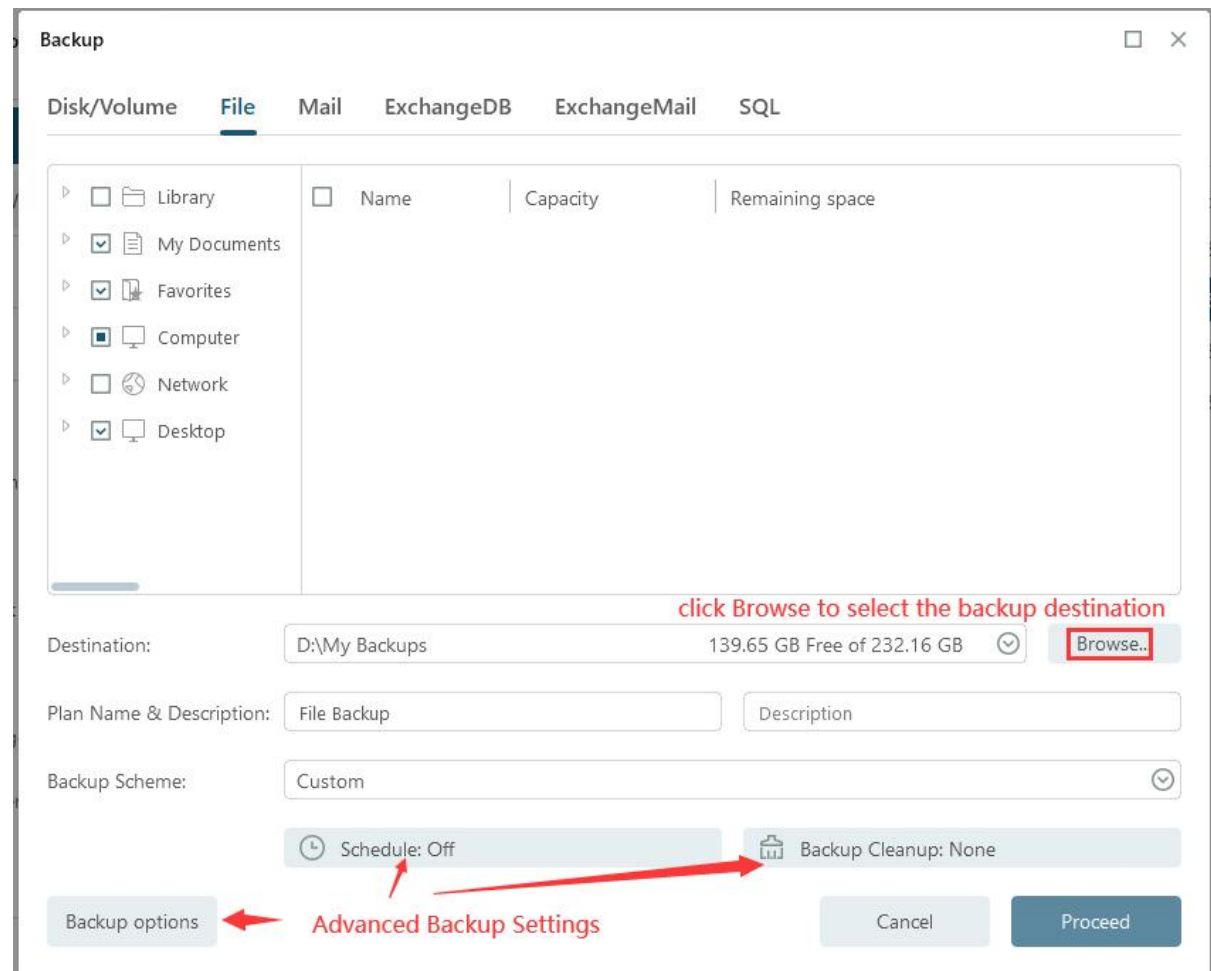 Backup
Disk/Volume File Mail ExchangeDB ExchangeMail SQL
Library
Name Capacity Remaining space
My Documents
Favorites
Computer
Network
Desktop
click Browse to select the backup destination
Destination: D:\My Backups 139.65 GB Free of 232.16 GB Browse...
Plan Name & Description: File Backup Description
Backup Scheme: Custom
Schedule: Off Backup Cleanup: None
Backup options Advanced Backup Settings Cancel Proceed